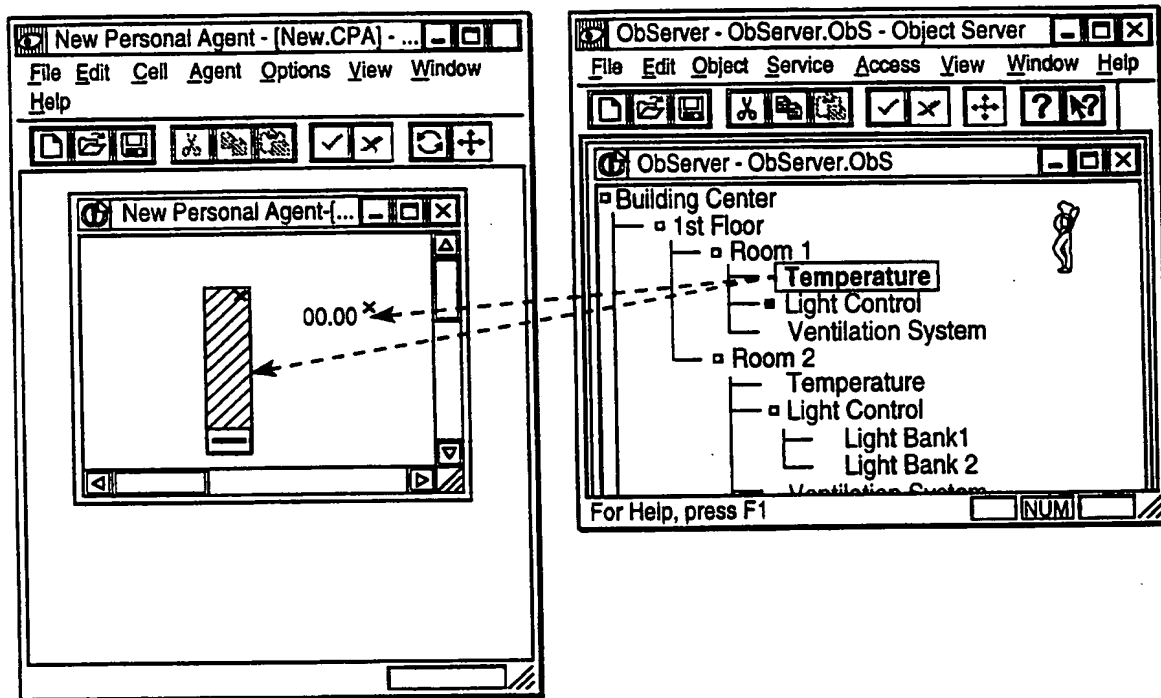 New Personal Agent - [New.CPA] - ...
File Edit Cell Agent Options View Window
Help
New Personal Agent-[...
00.00
ObServer - ObServer.ObS - Object Server
File Edit Object Service Access View Window Help
ObServer - ObServer.ObS
Building Center
1st Floor
Room 1
Temperature
Light Control
Ventilation System
Room 2
Temperature
Light Control
Light Bank1
Light Bank 2
Ventilation System
For Help, press F1
NUM